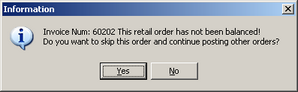 Information
Invoice Num: 60202 This retail order has not been balanced!
Do you want to skip this order and continue posting other orders?
Yes
No